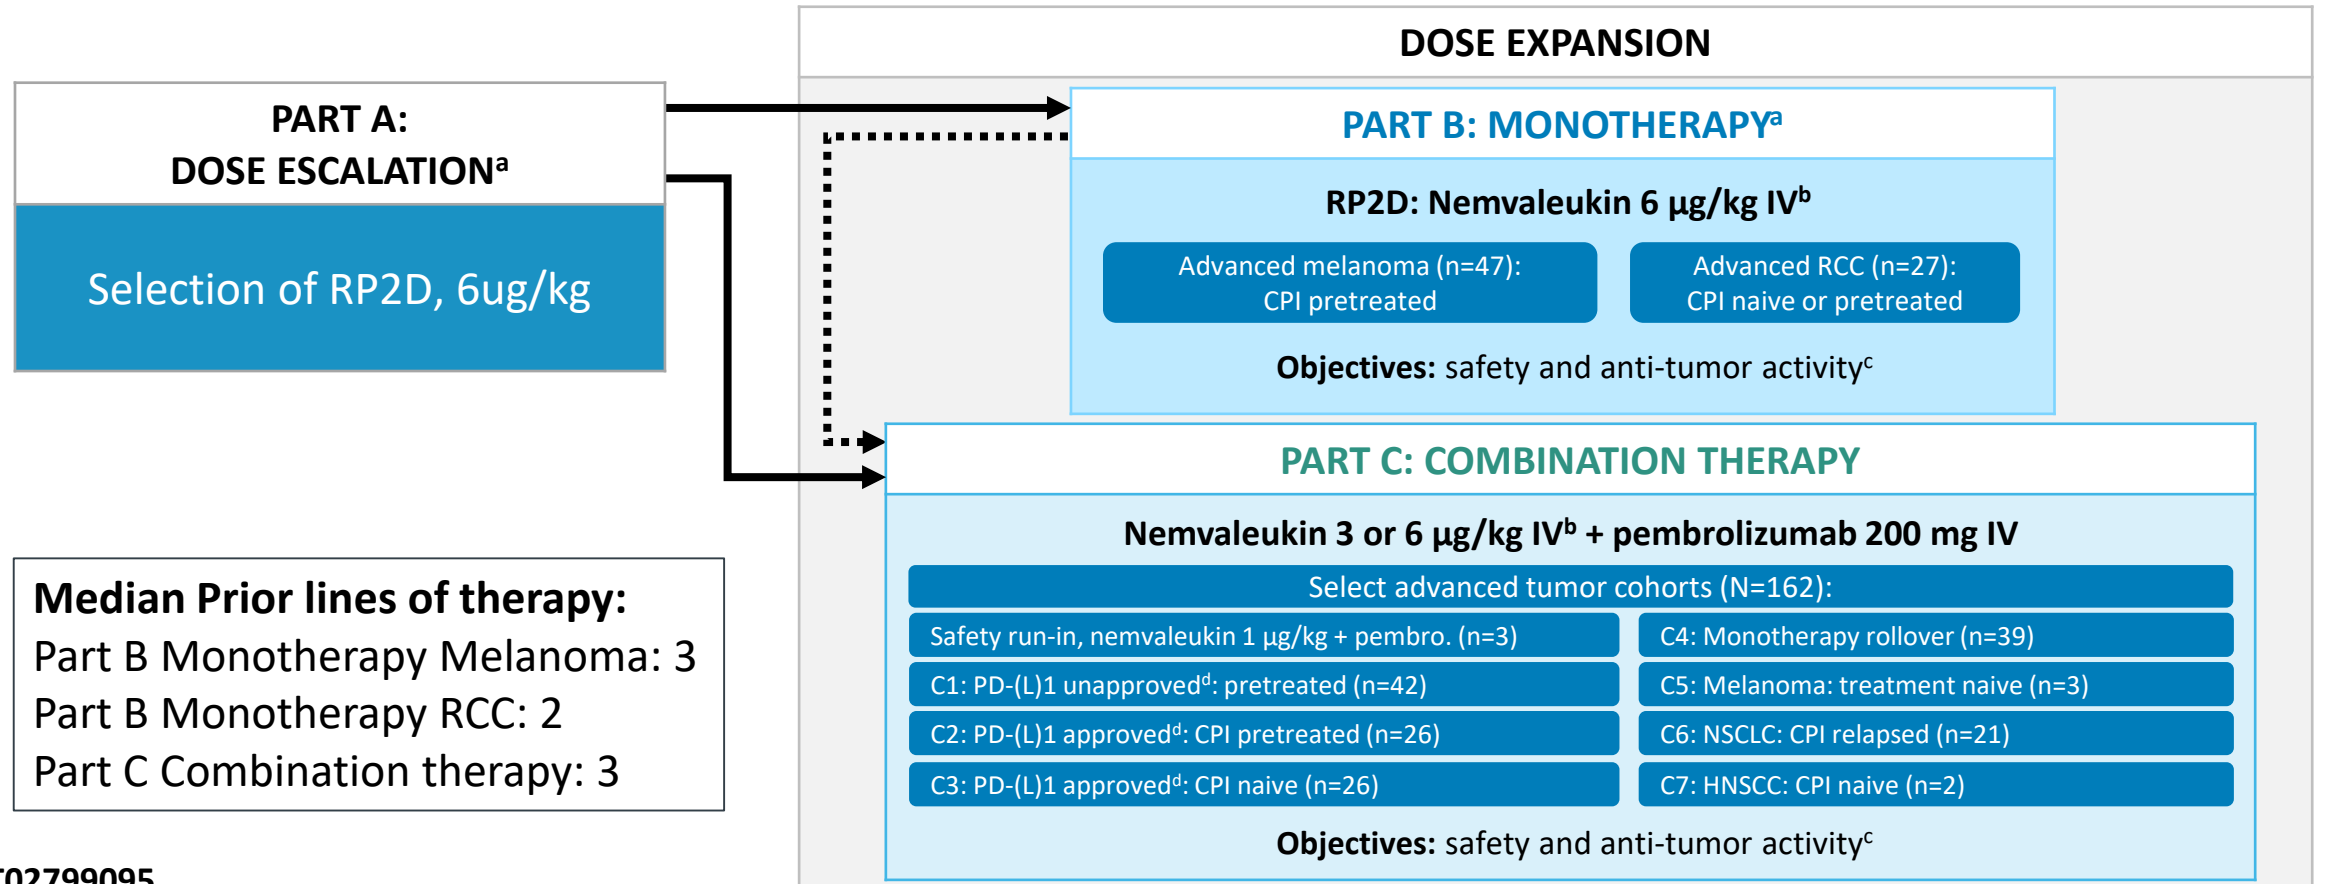 DOSE EXPANSION
PART A:
DOSE ESCALATIONᵃ
Selection of RP2D, 6ug/kg
PART B: MONOTHERAPYᵃ
RP2D: Nemvaleukin 6 µg/kg IVᵇ
Advanced melanoma (n=47):
CPI pretreated
Advanced RCC (n=27):
CPI naive or pretreated
Objectives: safety and anti-tumor activityᶜ
PART C: COMBINATION THERAPY
Nemvaleukin 3 or 6 µg/kg IVᵇ + pembrolizumab 200 mg IV
Select advanced tumor cohorts (N=162):
Safety run-in, nemvaleukin 1 µg/kg + pembro. (n=3)
C1: PD-(L)1 unapprovedᵈ: pretreated (n=42)
C2: PD-(L)1 approvedᵈ: CPI pretreated (n=26)
C3: PD-(L)1 approvedᵈ: CPI naive (n=26)
C4: Monotherapy rollover (n=39)
C5: Melanoma: treatment naive (n=3)
C6: NSCLC: CPI relapsed (n=21)
C7: HNSCC: CPI naive (n=2)
Objectives: safety and anti-tumor activityᶜ
Median Prior lines of therapy:
Part B Monotherapy Melanoma: 3
Part B Monotherapy RCC: 2
Part C Combination therapy: 3
T02799095